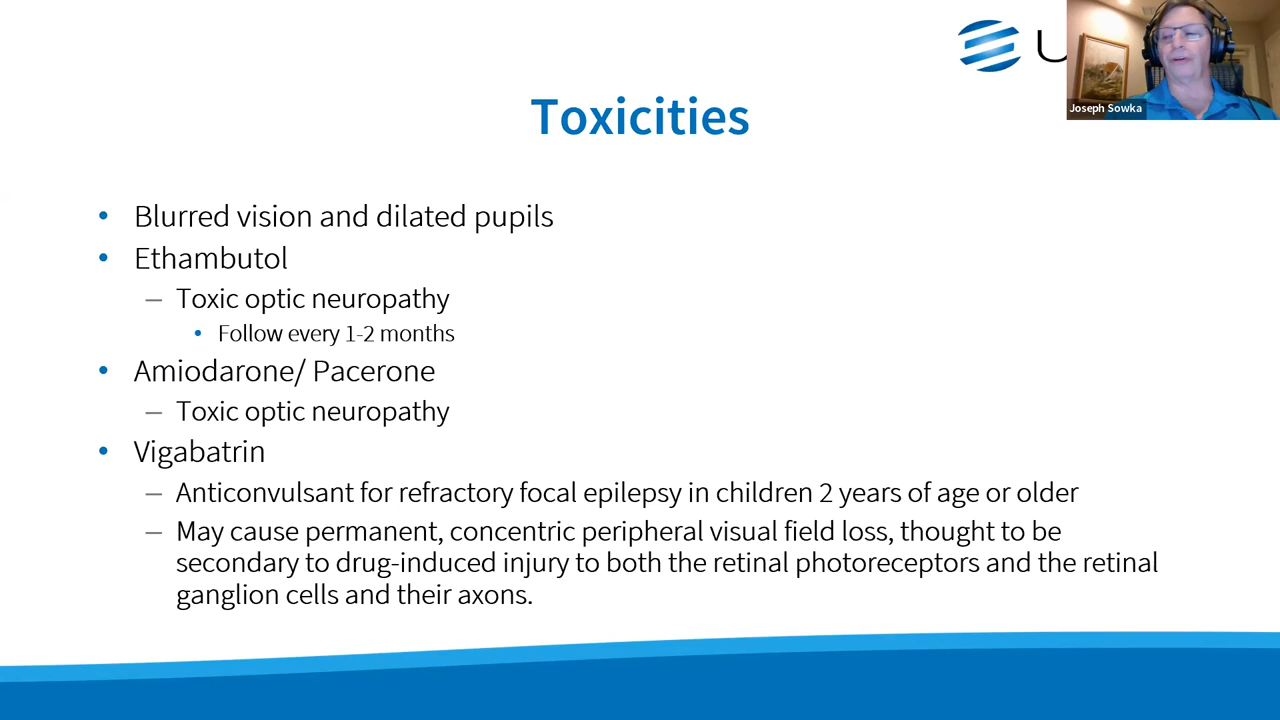 Joseph Sowka
Toxicities
• Blurred vision and dilated pupils
• Ethambutol
– Toxic optic neuropathy
• Follow every 1-2 months
• Amiodarone/ Pacerone
– Toxic optic neuropathy
• Vigabatrin
– Anticonvulsant for refractory focal epilepsy in children 2 years of age or older
– May cause permanent, concentric peripheral visual field loss, thought to be
secondary to drug-induced injury to both the retinal photoreceptors and the retinal
ganglion cells and their axons.